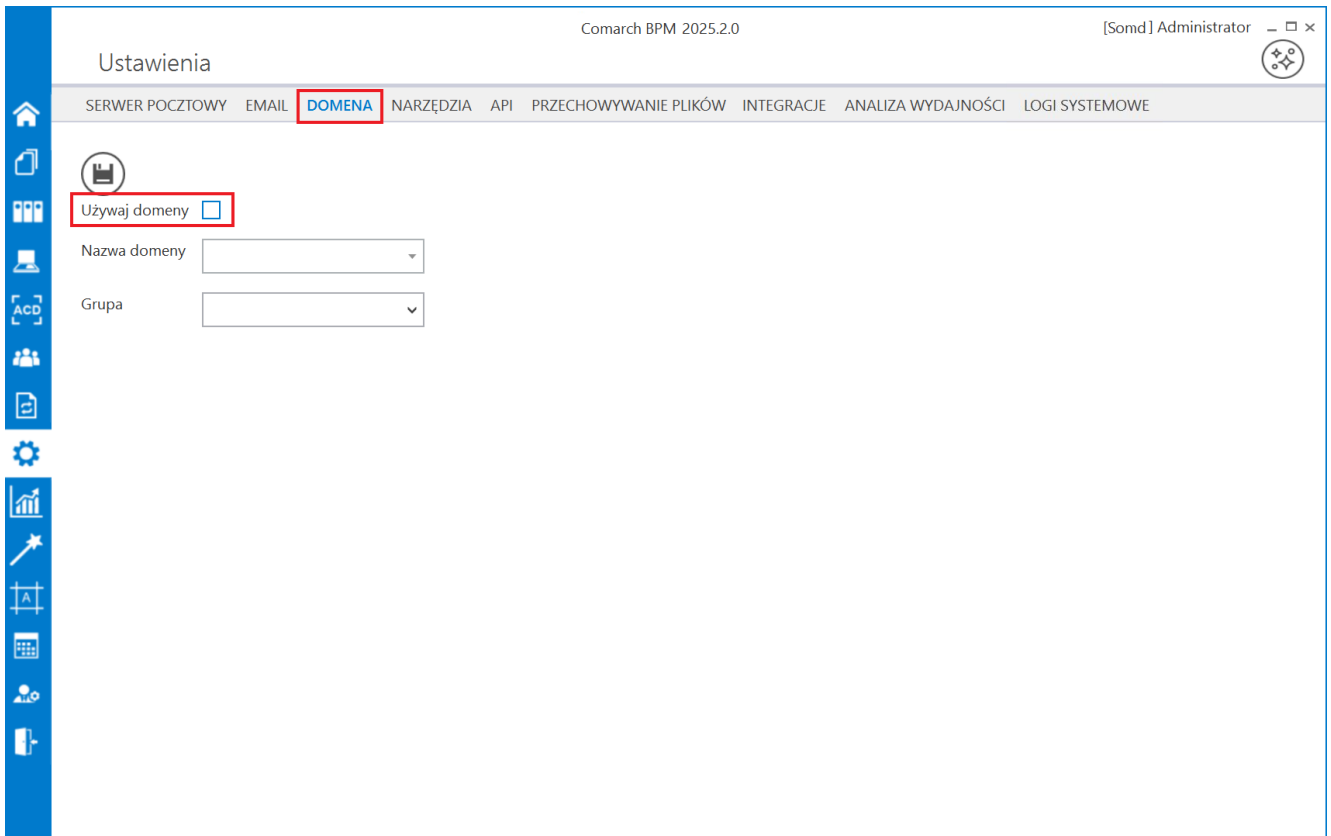 Comarch BPM 2025.2.0
[Somd] Administrator
Ustawienia
SERWER POCZTOWY EMAIL DOMENA NARZĘDZIA API PRZECHOWYWANIE PLIKÓW INTEGRACJE ANALIZA WYDAJNOŚCI LOGI SYSTEMOWE
Używaj domeny
Nazwa domeny
Grupa
ACD
A